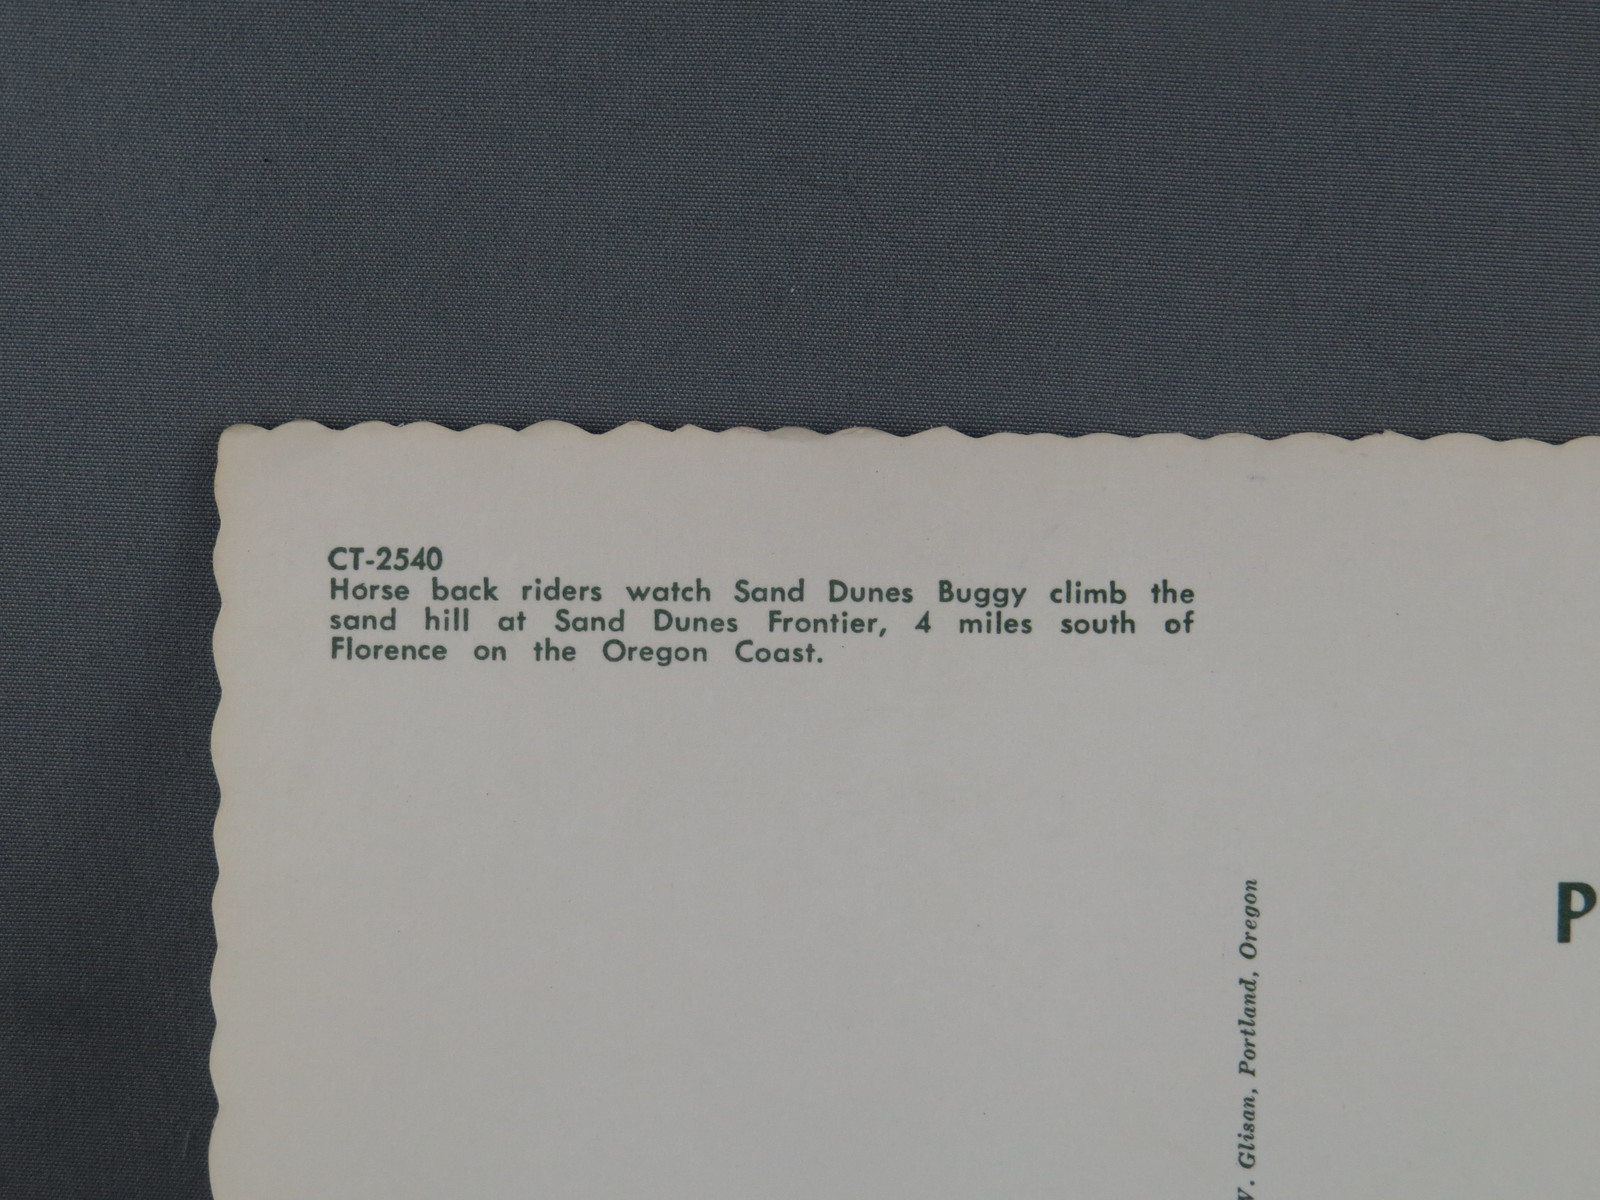 CT-2540
Horse back riders watch Sand Dunes Buggy climb the
sand hill at Sand Dunes Frontier, 4 miles south of
Florence on the Oregon Coast.
Glisan, Portland, Oregon
P